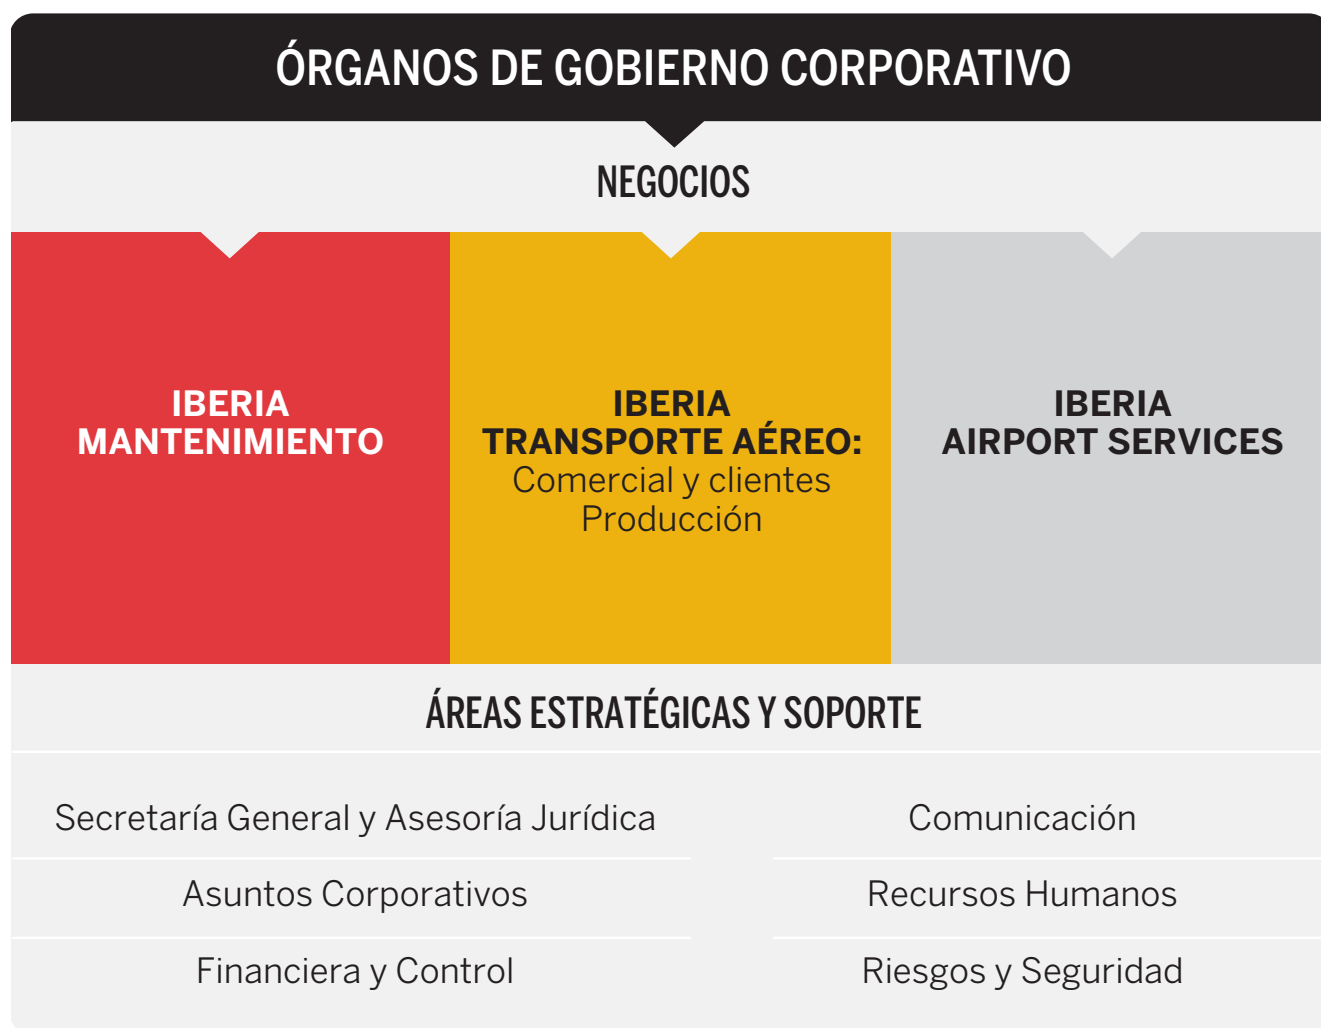 ÓRGANOS DE GOBIERNO CORPORATIVO
NEGOCIOS
IBERIA
MANTENIMIENTO
IBERIA
TRANSPORTE AÉREO:
Comercial y clientes
Producción
IBERIA
AIRPORT SERVICES
ÁREAS ESTRATÉGICAS Y SOPORTE
Secretaría General y Asesoría Jurídica
Comunicación
Asuntos Corporativos
Recursos Humanos
Financiera y Control
Riesgos y Seguridad